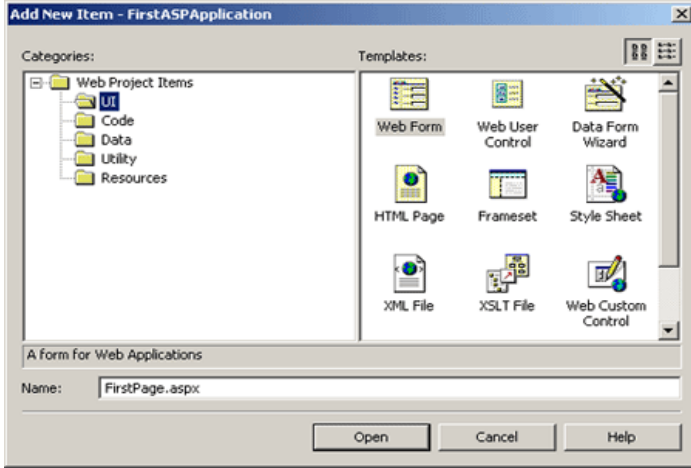 Add New Item - FirstASPApplication
Categories:
Templates:
Web Project Items
UI
Code
Data
Utility
Resources
Web Form
Web User
Control
Data Form
Wizard
HTML Page
Frameset
Style Sheet
XML File
XSLT File
Web Custom
Control
A form for Web Applications
Name:
FirstPage.aspx
Open
Cancel
Help